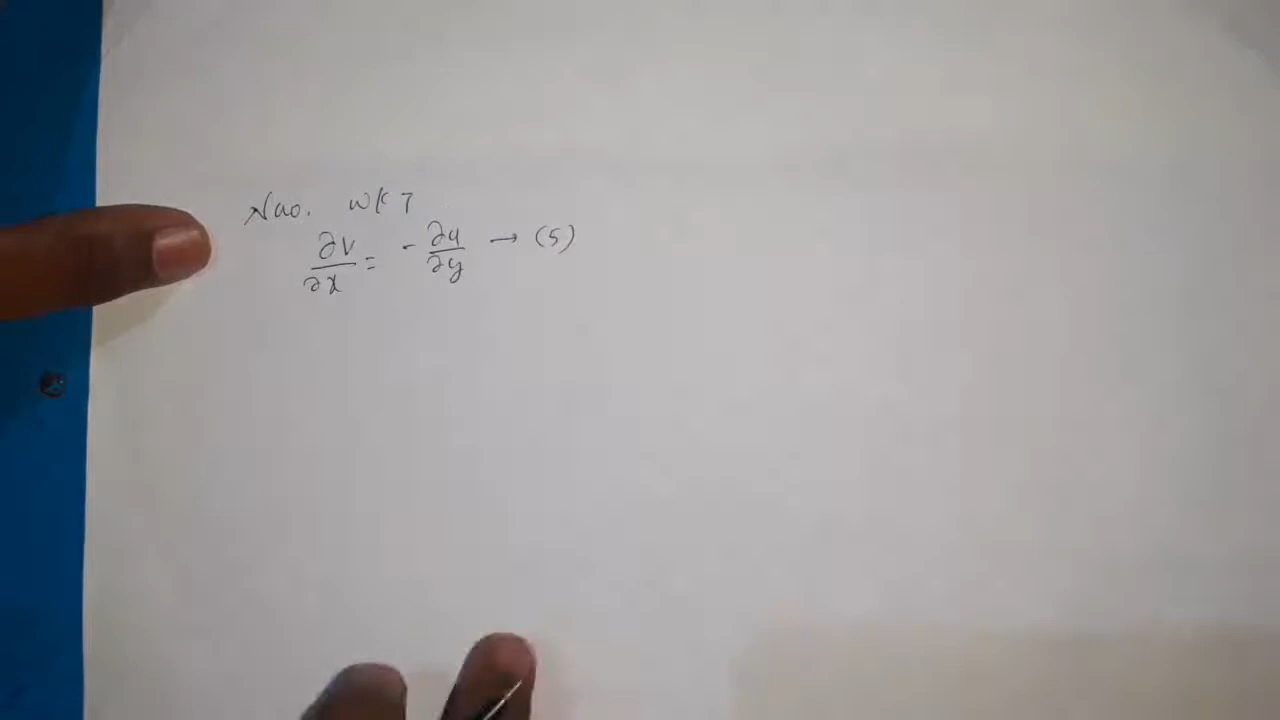 Now. WKT
∂v/∂x = - ∂u/∂y → (5)